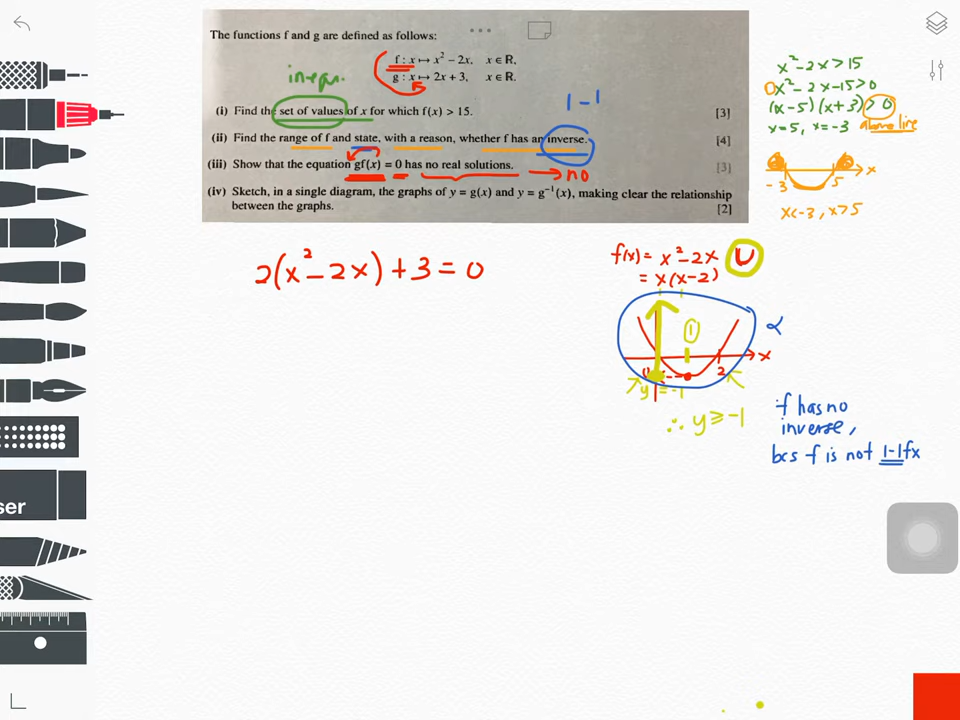 The functions f and g are defined as follows:
f : x ↦ x² − 2x, x ∈ R,
g : x ↦ 2x + 3, x ∈ R.
inequ.
(i) Find the set of values of x for which f(x) > 15. [3]
1-1
(ii) Find the range of f and state, with a reason, whether f has an inverse. [4]
(iii) Show that the equation gf(x) = 0 has no real solutions. [3]
no
(iv) Sketch, in a single diagram, the graphs of y = g(x) and y = g⁻¹(x), making clear the relationship
between the graphs. [2]
x² - 2x > 15
x² - 2x - 15 > 0
(x - 5)(x + 3) > 0
x = 5, x = -3 above line
-3 5 x
x < -3, x > 5
2(x² - 2x) + 3 = 0
f(x) = x² - 2x
= x(x - 2)
1
x
2
y = -1
∴ y ≥ -1
f has no
inverse,
bcs f is not 1-1 fx
ser